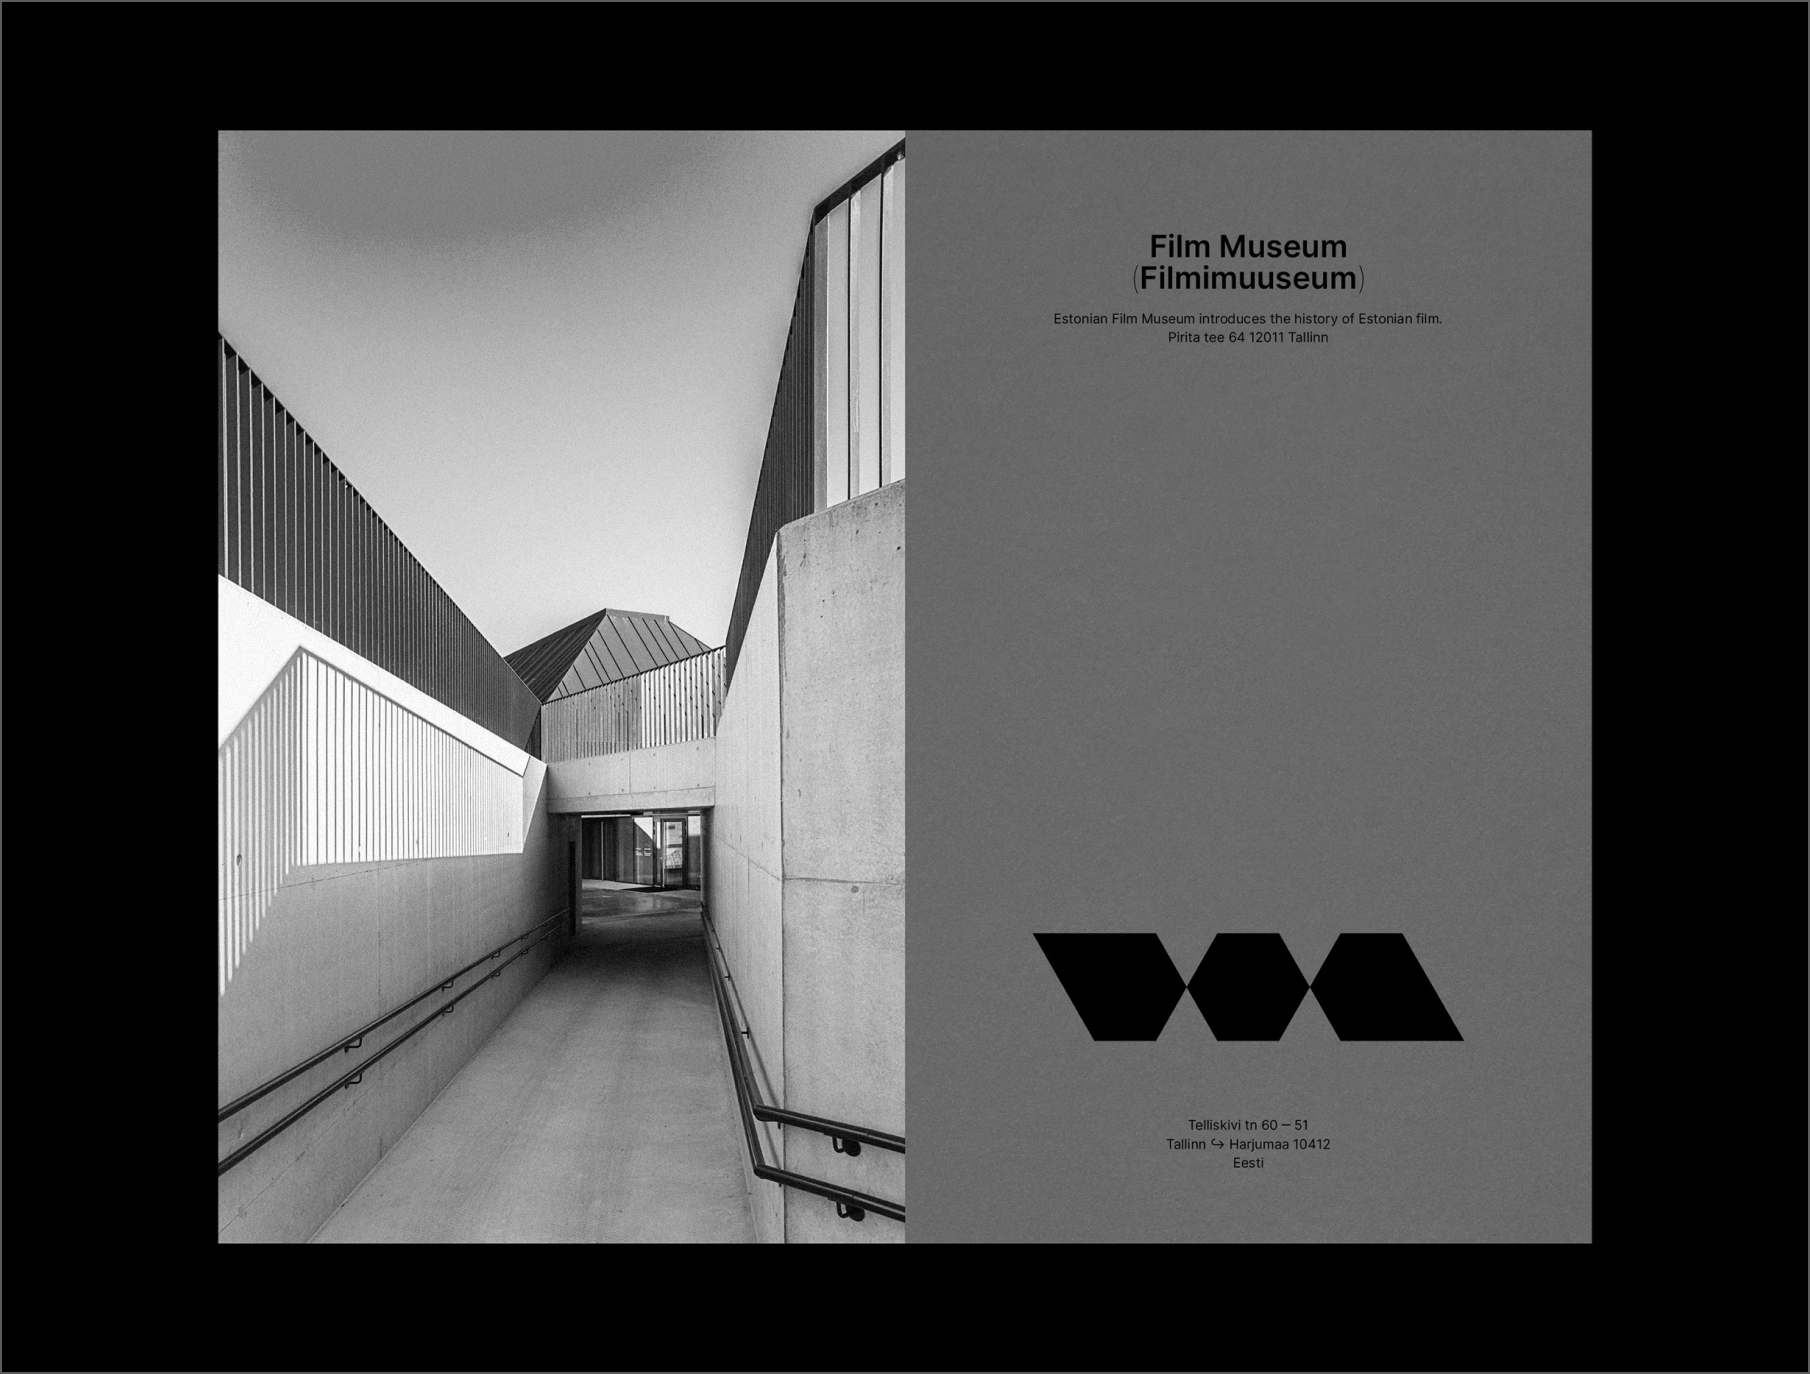 Film Museum
(Filmimuuseum)
Estonian Film Museum introduces the history of Estonian film.
Pirita tee 64 12011 Tallinn
Telliskivi tn 60 — 51
Tallinn ↪ Harjumaa 10412
Eesti